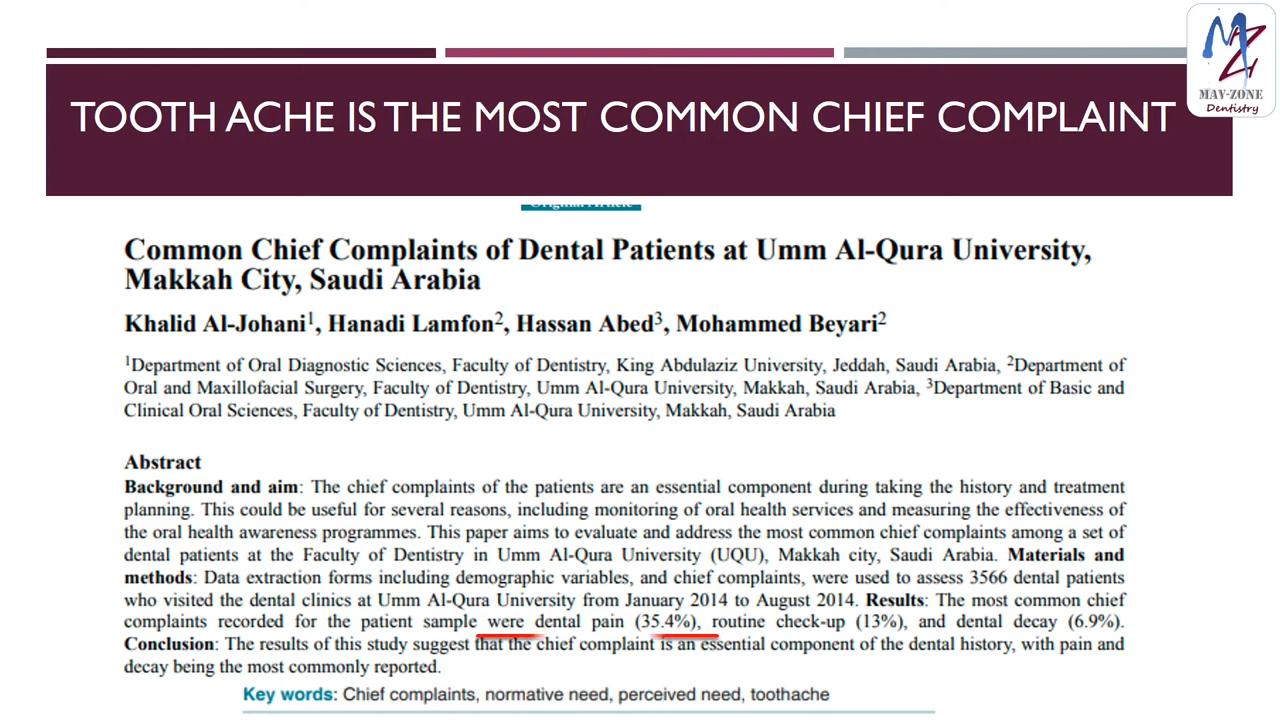 MAY-ZONE
Dentistry
TOOTH ACHE IS THE MOST COMMON CHIEF COMPLAINT
Original Article
Common Chief Complaints of Dental Patients at Umm Al-Qura University,
Makkah City, Saudi Arabia
Khalid Al-Johani1, Hanadi Lamfon2, Hassan Abed3, Mohammed Beyari2
1Department of Oral Diagnostic Sciences, Faculty of Dentistry, King Abdulaziz University, Jeddah, Saudi Arabia, 2Department of
Oral and Maxillofacial Surgery, Faculty of Dentistry, Umm Al-Qura University, Makkah, Saudi Arabia, 3Department of Basic and
Clinical Oral Sciences, Faculty of Dentistry, Umm Al-Qura University, Makkah, Saudi Arabia
Abstract
Background and aim: The chief complaints of the patients are an essential component during taking the history and treatment
planning. This could be useful for several reasons, including monitoring of oral health services and measuring the effectiveness of
the oral health awareness programmes. This paper aims to evaluate and address the most common chief complaints among a set of
dental patients at the Faculty of Dentistry in Umm Al-Qura University (UQU), Makkah city, Saudi Arabia. Materials and
methods: Data extraction forms including demographic variables, and chief complaints, were used to assess 3566 dental patients
who visited the dental clinics at Umm Al-Qura University from January 2014 to August 2014. Results: The most common chief
complaints recorded for the patient sample were dental pain (35.4%), routine check-up (13%), and dental decay (6.9%).
Conclusion: The results of this study suggest that the chief complaint is an essential component of the dental history, with pain and
decay being the most commonly reported.
Key words: Chief complaints, normative need, perceived need, toothache